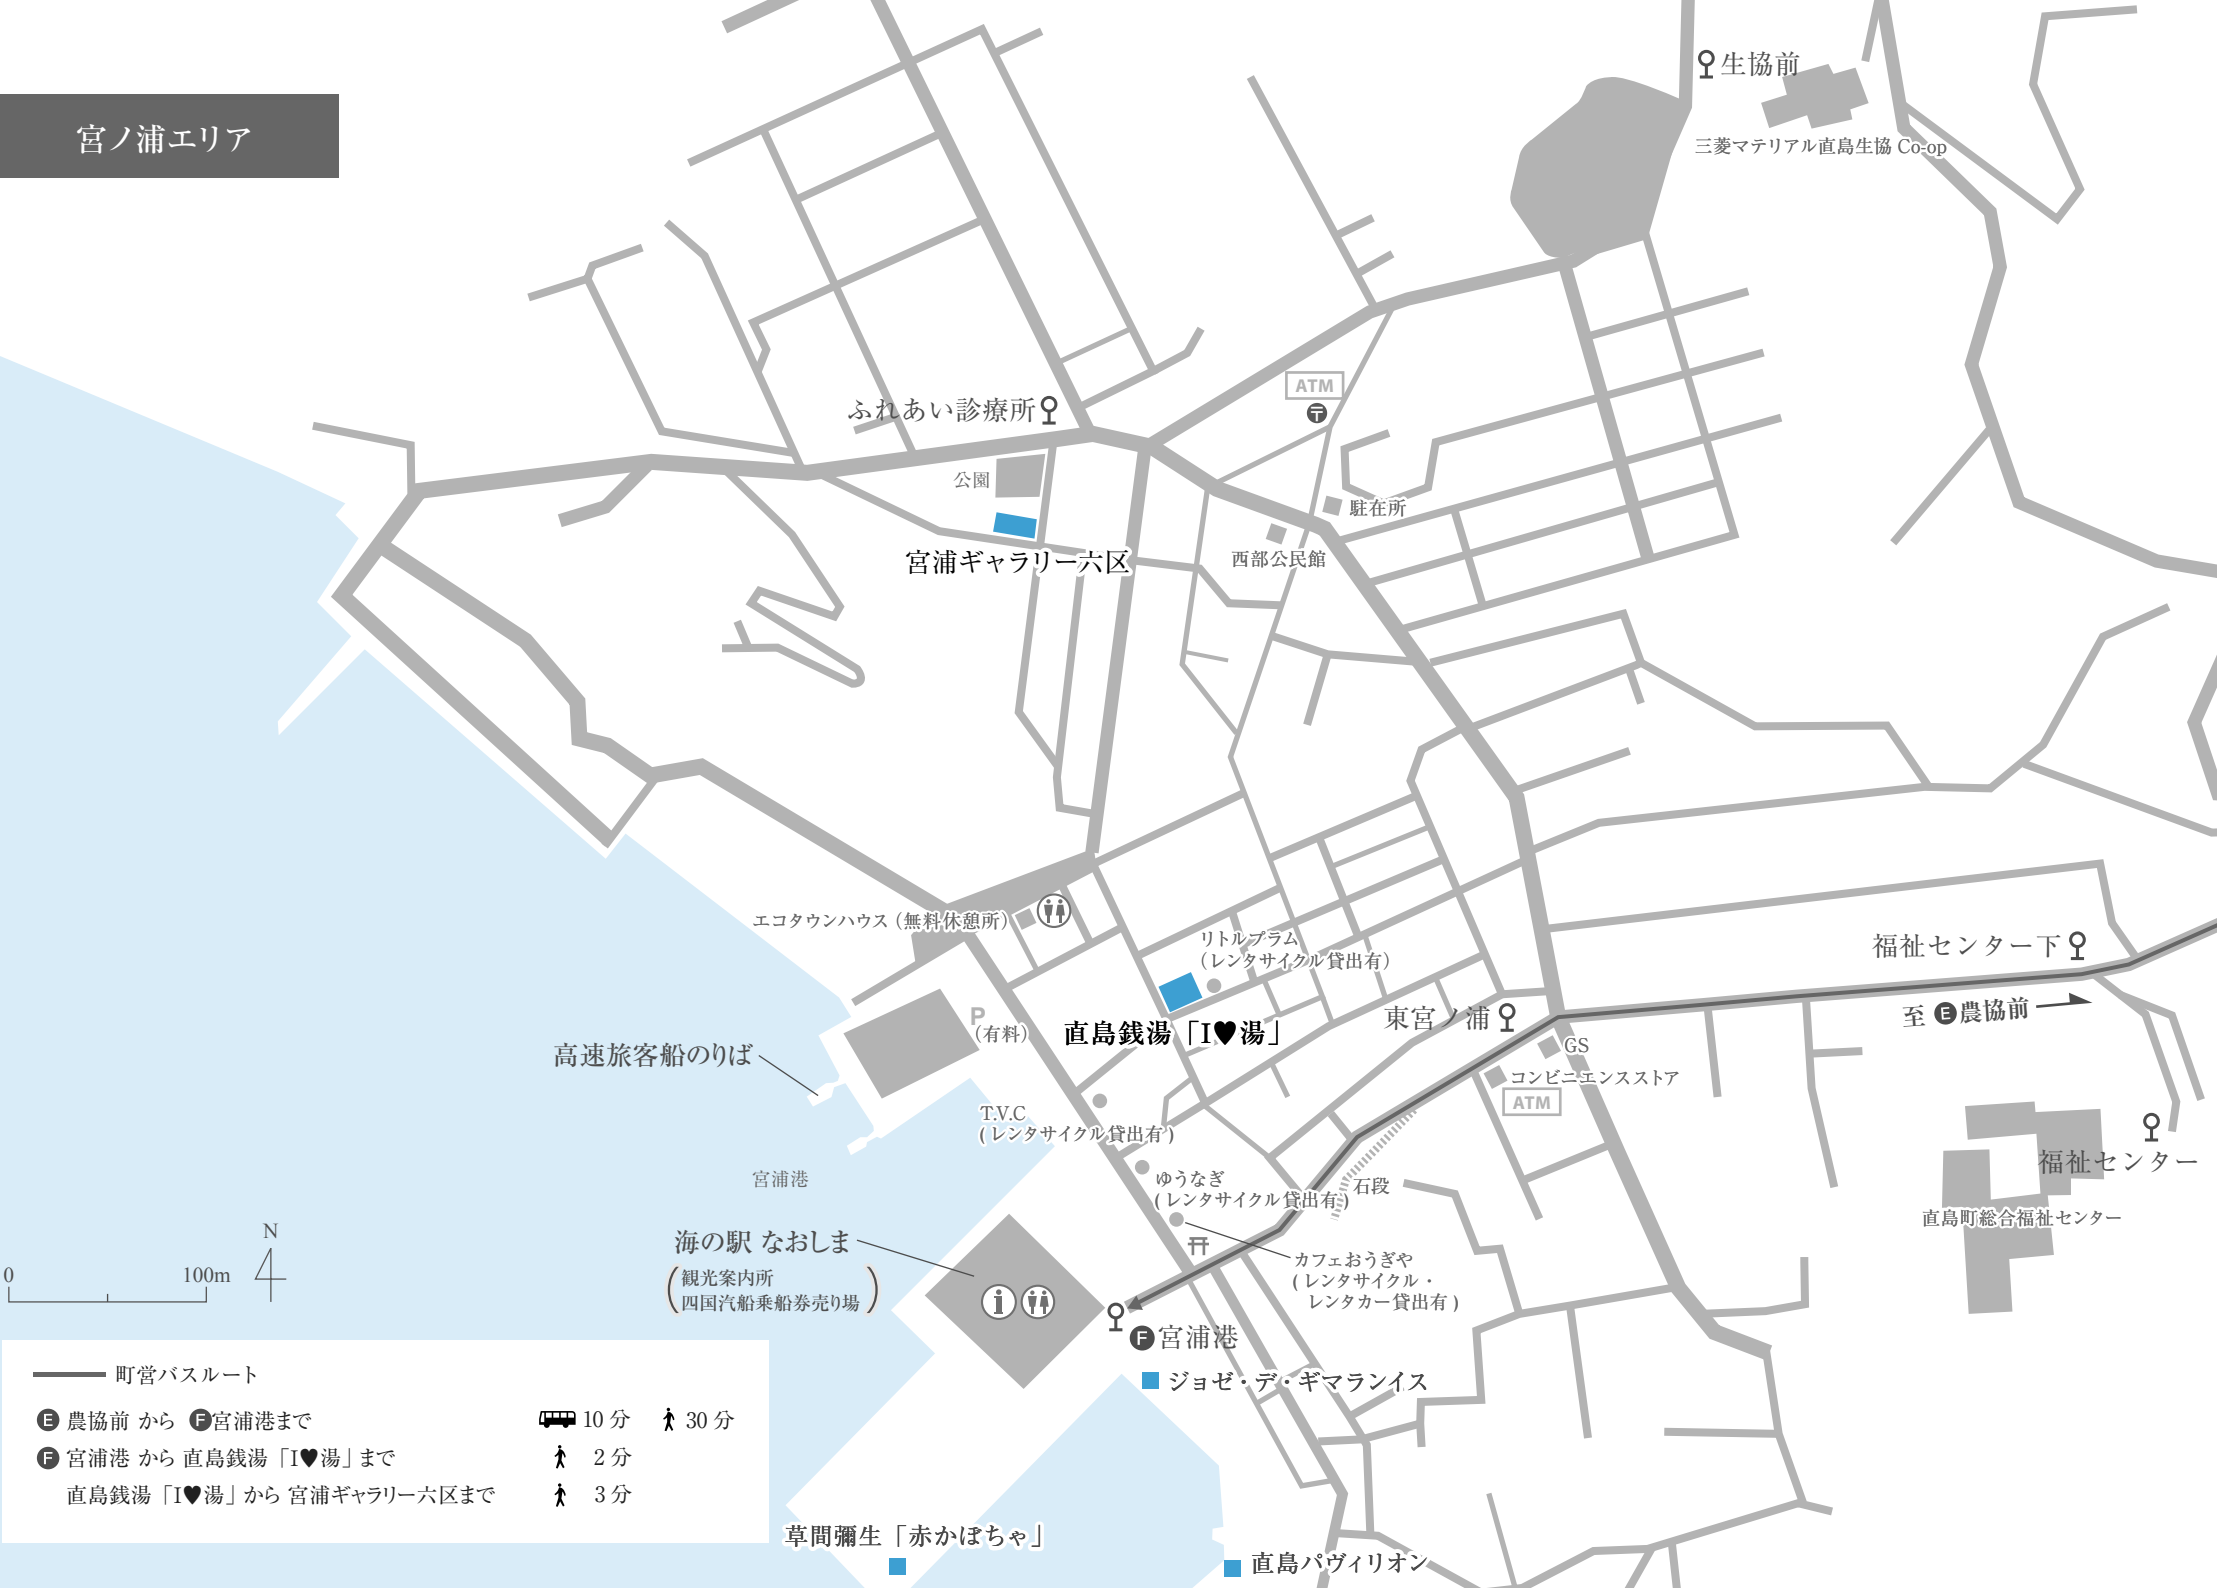 生協前
三菱マテリアル直島生協 Co-op
宮ノ浦エリア
ATM
〒
ふれあい診療所
公園
駐在所
西部公民館
宮浦ギャラリー六区
エコタウンハウス（無料休憩所）
リトルプラム
（レンタサイクル貸出有）
福祉センター下
至 E 農協前
P
（有料）
直島銭湯「I♥湯」
東宮ノ浦
GS
コンビニエンスストア
ATM
高速旅客船のりば
T.V.C
( レンタサイクル貸出有 )
福祉センター
直島町総合福祉センター
宮浦港
ゆうなぎ
( レンタサイクル貸出有 )
石段
海の駅 なおしま
（観光案内所
四国汽船乗船券売り場）
i
カフェおうぎや
( レンタサイクル・
レンタカー貸出有 )
N
0 100m
F 宮浦港
ジョゼ・デ・ギマランイス
町営バスルート
E 農協前 から F 宮浦港まで 10 分 30 分
F 宮浦港 から 直島銭湯「I♥湯」まで 2 分
直島銭湯「I♥湯」から 宮浦ギャラリー六区まで 3 分
草間彌生「赤かぼちゃ」
直島パヴィリオン